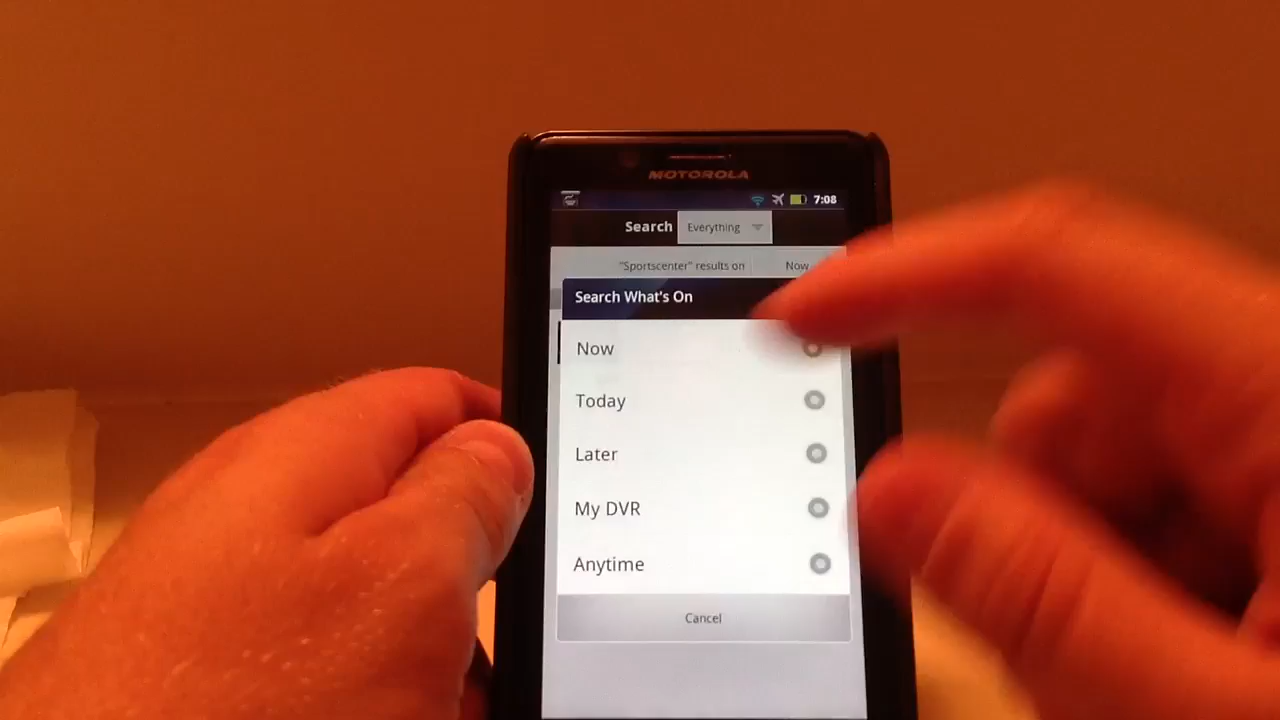 MOTOROLA
7:08
Search Everything
"Sportscenter" results on Now
Search What's On
Now
Today
Later
My DVR
Anytime
Cancel